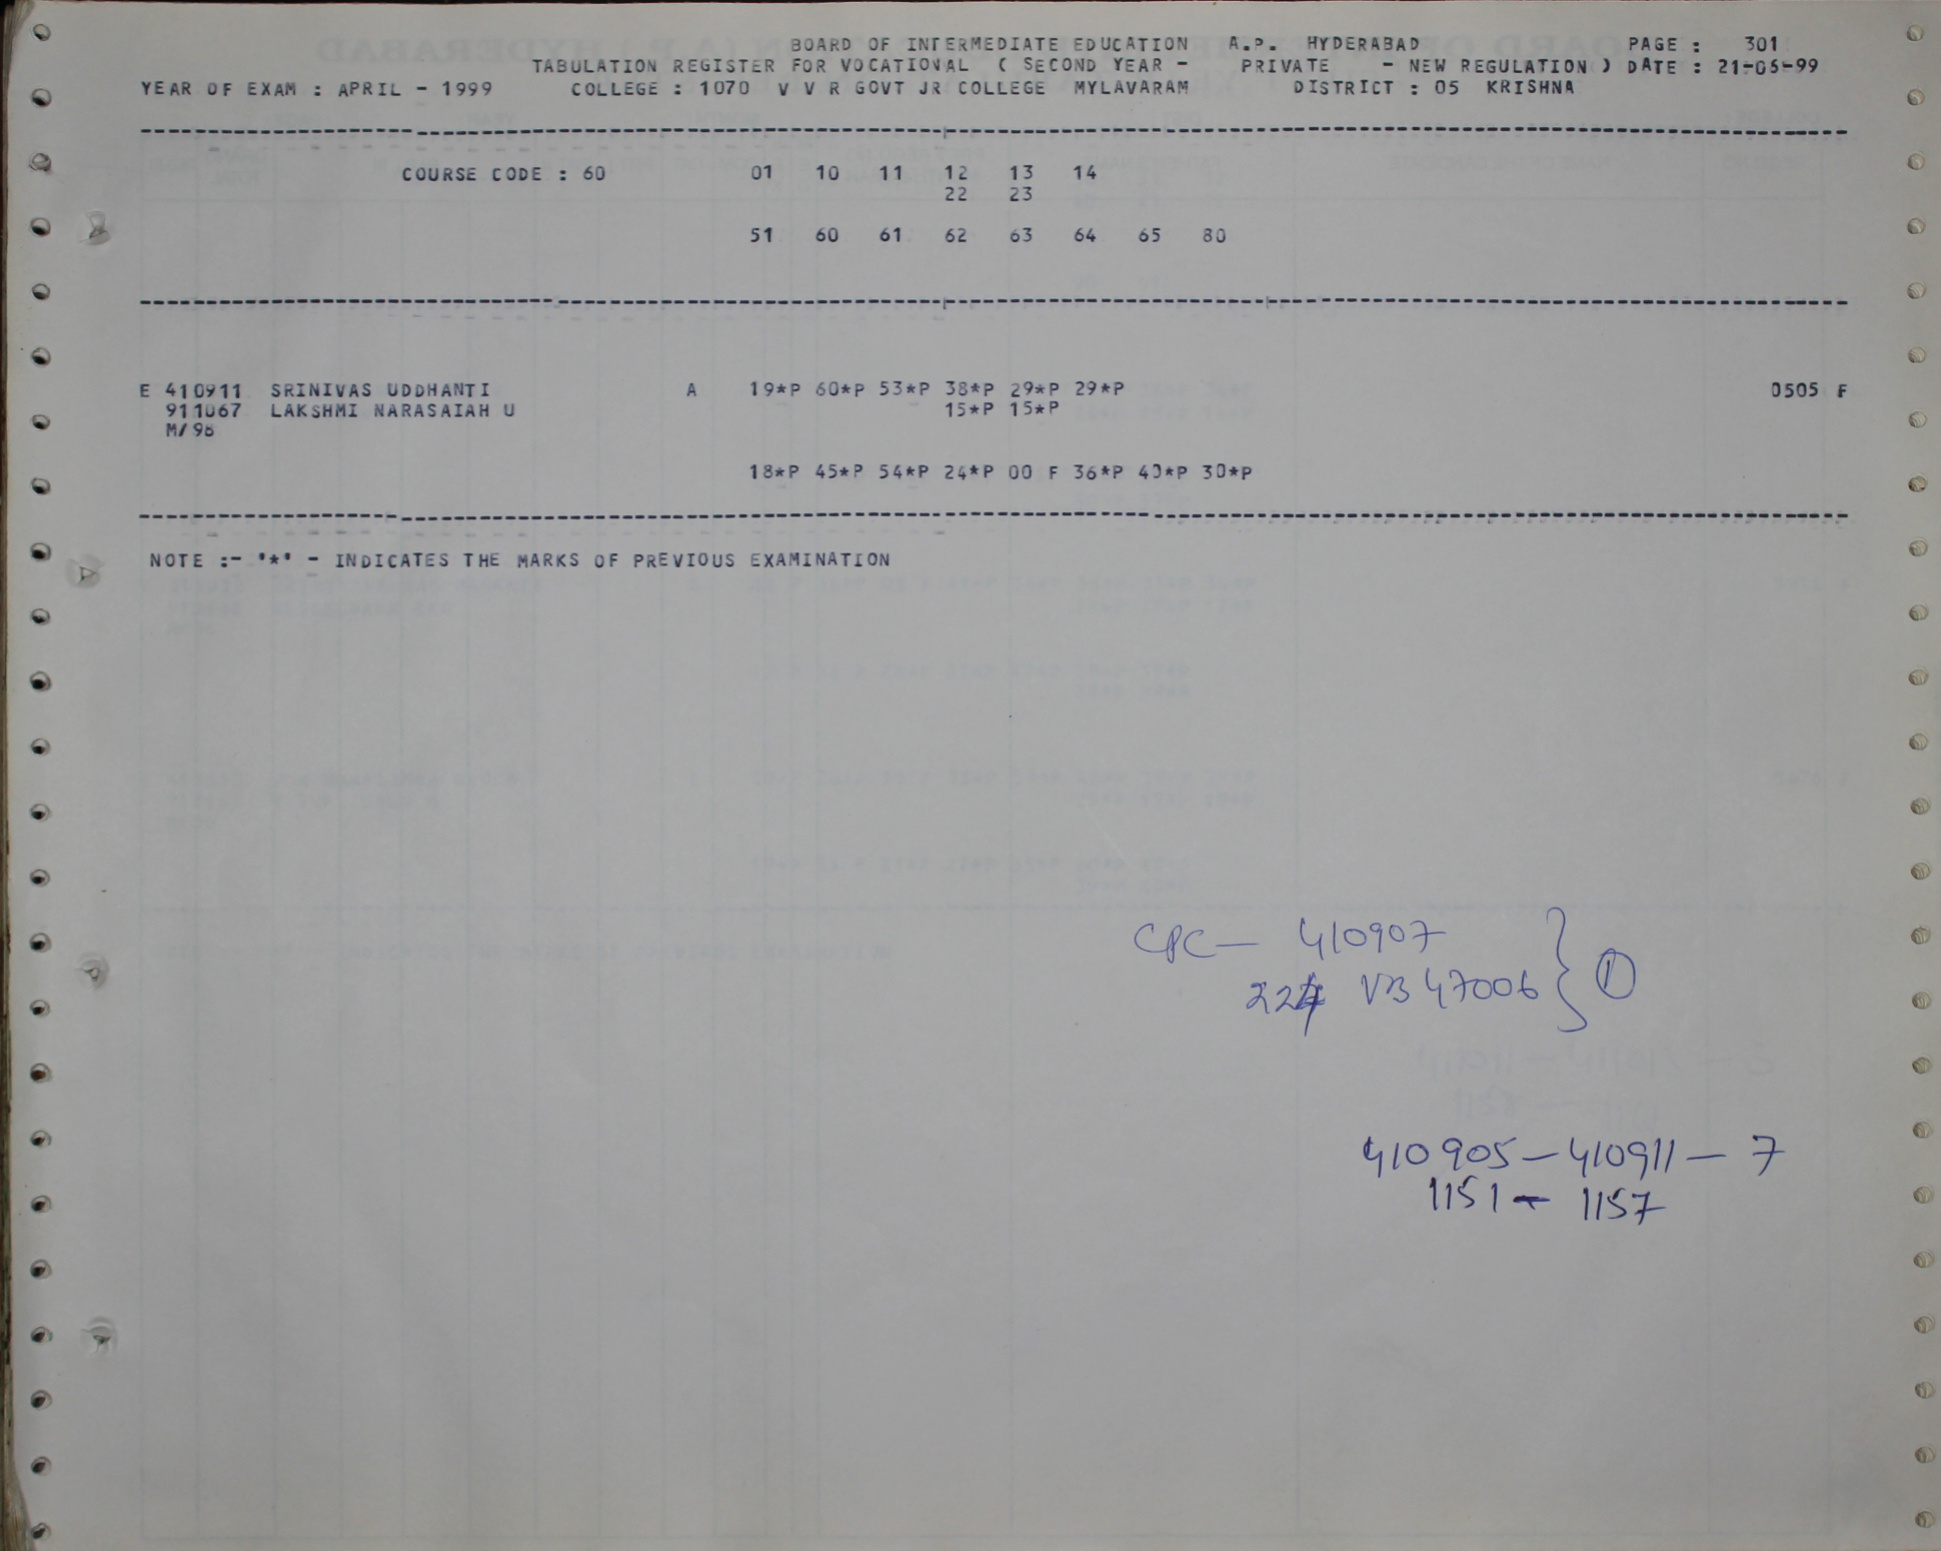 BOARD OF INTERMEDIATE EDUCATION A.P. HYDERABAD PAGE : 301
TABULATION REGISTER FOR VOCATIONAL ( SECOND YEAR - PRIVATE - NEW REGULATION ) DATE : 21-06-99
YEAR OF EXAM : APRIL - 1999 COLLEGE : 1070 V V R GOVT JR COLLEGE MYLAVARAM DISTRICT : 05 KRISHNA
COURSE CODE : 60 01 10 11 12 13 14
22 23
51 60 61 62 63 64 65 80
E 410911 SRINIVAS UDDHANTI A 19*P 60*P 53*P 38*P 29*P 29*P 0505 F
911067 LAKSHMI NARASAIAH U 15*P 15*P
M/98
18*P 45*P 54*P 24*P 00 F 36*P 40*P 30*P
NOTE :- '*' - INDICATES THE MARKS OF PREVIOUS EXAMINATION
CPC - 410907
VB 47006 } 1
410905 - 410911 - 7
1151 - 1157